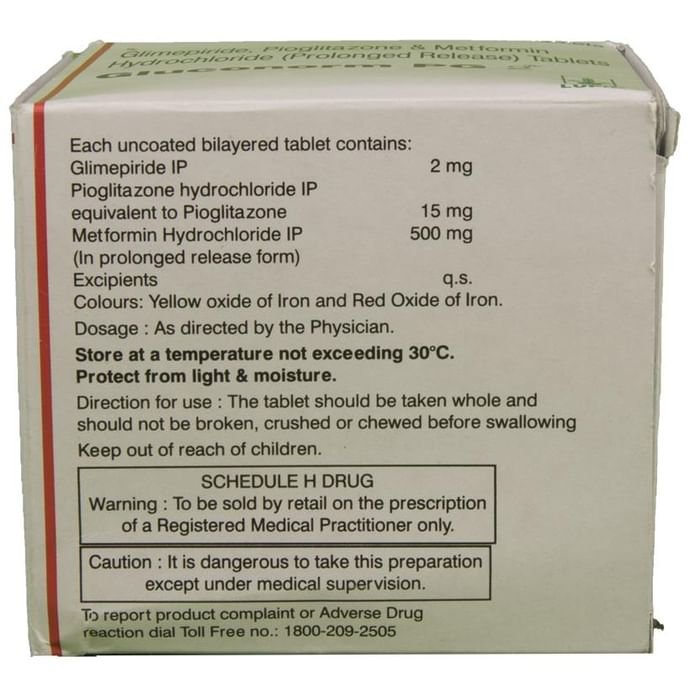 Glimepiride, Pioglitazone & Metformin
Hydrochloride (Prolonged Release) Tablets
Gluconorm PG
LUPIN
Each uncoated bilayered tablet contains:
Glimepiride IP 2 mg
Pioglitazone hydrochloride IP
equivalent to Pioglitazone 15 mg
Metformin Hydrochloride IP 500 mg
(In prolonged release form)
Excipients q.s.
Colours: Yellow oxide of Iron and Red Oxide of Iron.
Dosage : As directed by the Physician.
Store at a temperature not exceeding 30°C.
Protect from light & moisture.
Direction for use : The tablet should be taken whole and
should not be broken, crushed or chewed before swallowing
Keep out of reach of children.
SCHEDULE H DRUG
Warning : To be sold by retail on the prescription
of a Registered Medical Practitioner only.
Caution : It is dangerous to take this preparation
except under medical supervision.
To report product complaint or Adverse Drug
reaction dial Toll Free no.: 1800-209-2505